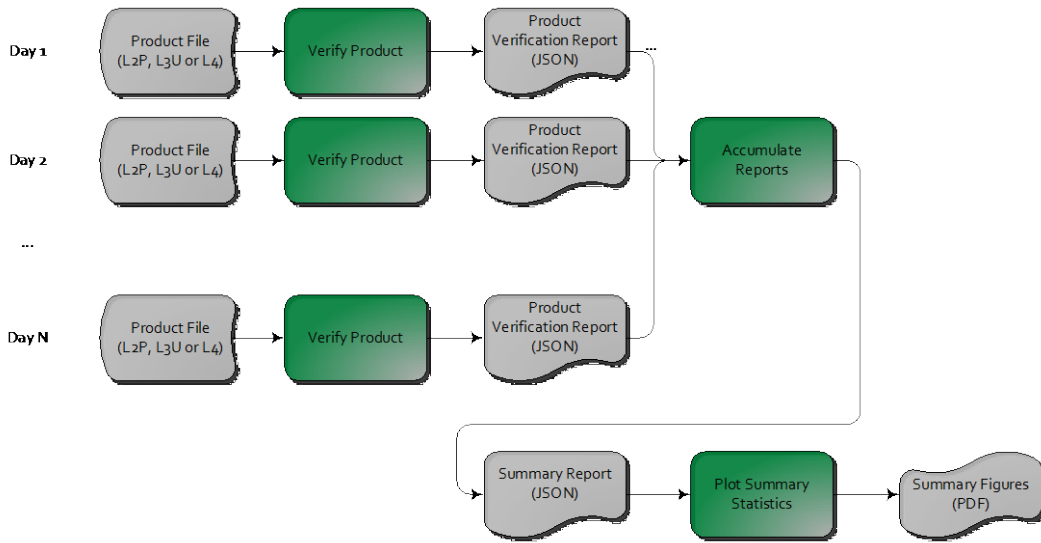 Day 1
Product File
(L2P, L3U or L4)
Verify Product
Product
Verification Report
(JSON)
...
Day 2
Product File
(L2P, L3U or L4)
Verify Product
Product
Verification Report
(JSON)
Accumulate
Reports
...
Day N
Product File
(L2P, L3U or L4)
Verify Product
Product
Verification Report
(JSON)
Summary Report
(JSON)
Plot Summary
Statistics
Summary Figures
(PDF)